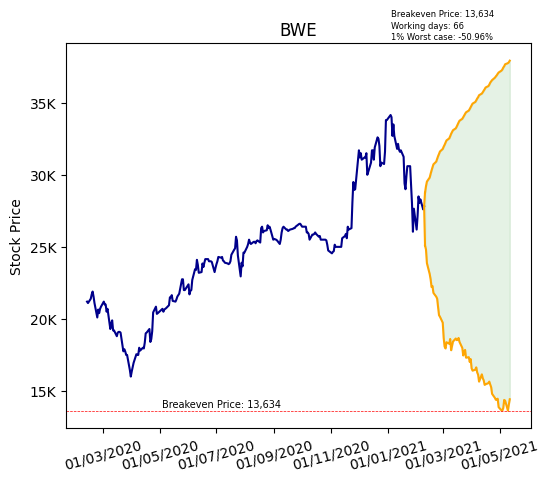 Breakeven Price: 13,634
Working days: 66
1% Worst case: -50.96%
BWE
Stock Price
35K
30K
25K
20K
15K
Breakeven Price: 13,634
01/03/2020 01/05/2020 01/07/2020 01/09/2020 01/11/2020 01/01/2021 01/03/2021 01/05/2021